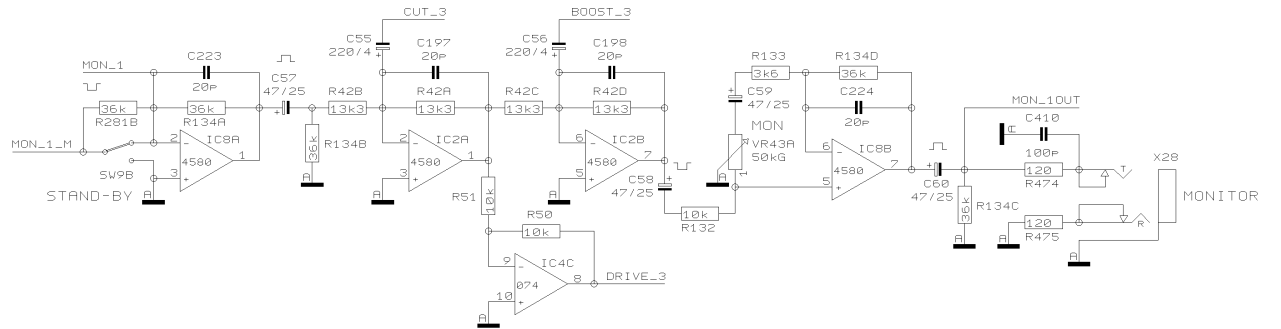 CUT_3
BOOST_3
C55
220/4
+
C197
20p
C56
220/4
+
C198
20p
C223
20p
MON_1
C57
47/25
+
R133
3k6
R134D
36k
C59
47/25
+
C224
20p
36k
R281B
36k
R134A
R42B
13k3
R42A
13k3
R42C
13k3
R42D
13k3
MON_1OUT
A
C410
100p
MON_1_M
SW9B
STAND-BY
2
-
IC8A
4580
1
3
+
A
36k
R134B
A
2
-
IC2A
4580
1
3
+
A
6
-
IC2B
4580
7
5
+
A
C58
47/25
+
MON
VR43A
50kG
1
A
6
-
IC8B
4580
7
5
+
+
C60
47/25
36k
R134C
A
120
R474
T
X28
MONITOR
R51
10k
R50
10k
10k
R132
A
120
R475
R
A
9
-
IC4C
074
8
10
+
A
DRIVE_3